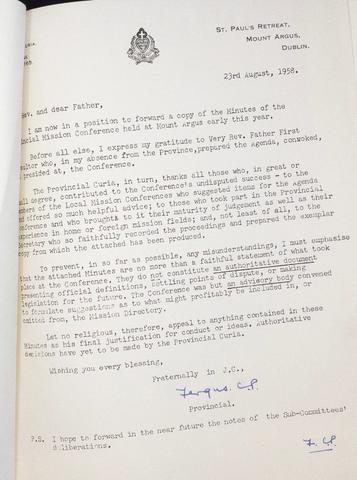 URIA.
ST. PAUL'S RETREAT,
MOUNT ARGUS,
DUBLIN.
23rd August, 1958.
Rev. and dear Father,
I am now in a position to forward a copy of the Minutes of the
incial Mission Conference held at Mount Argus early this year.
Before all else, I express my gratitude to Very Rev. Father First
ultor who, in my absence from the Province, prepared the agenda, convoked,
presided at, the Conference.
The Provincial Curia, in turn, thanks all those who, in great or
ll degree, contributed to the Conference's undisputed success - to the
mbers of the Local Mission Conferences who suggested items for the agenda
d offered so much helpful advice; to those who took part in the Provincial
onference and who brought to it their maturity of judgment as well as their
xperience in home or foreign mission fields; and, not least of all, to the
Secretary who so faithfully recorded the proceedings and prepared the exemplar
copy from which the attached has been produced.
To prevent, in so far as possible, any misunderstandings, I must emphasise
that the attached Minutes are no more than a faithful statement of what took
place at the Conference. They do not constitute an authoritative document
presenting official definitions, settling points of dispute, or making
legislation for the future. The Conference was but an advisory body convened
to formulate suggestions as to what might profitably be included in, or
omitted from, the Mission Directory.
Let no religious, therefore, appeal to anything contained in these
Minutes as his final justification for conduct or ideas. Authoritative
decisions have yet to be made by the Provincial Curia.
Wishing you every blessing,
Fraternally in J.C.,
Fergus. C.P.
Provincial.
P.S. I hope to forward in the near future the notes of the Sub-Committees'
deliberations.
F. C.P.